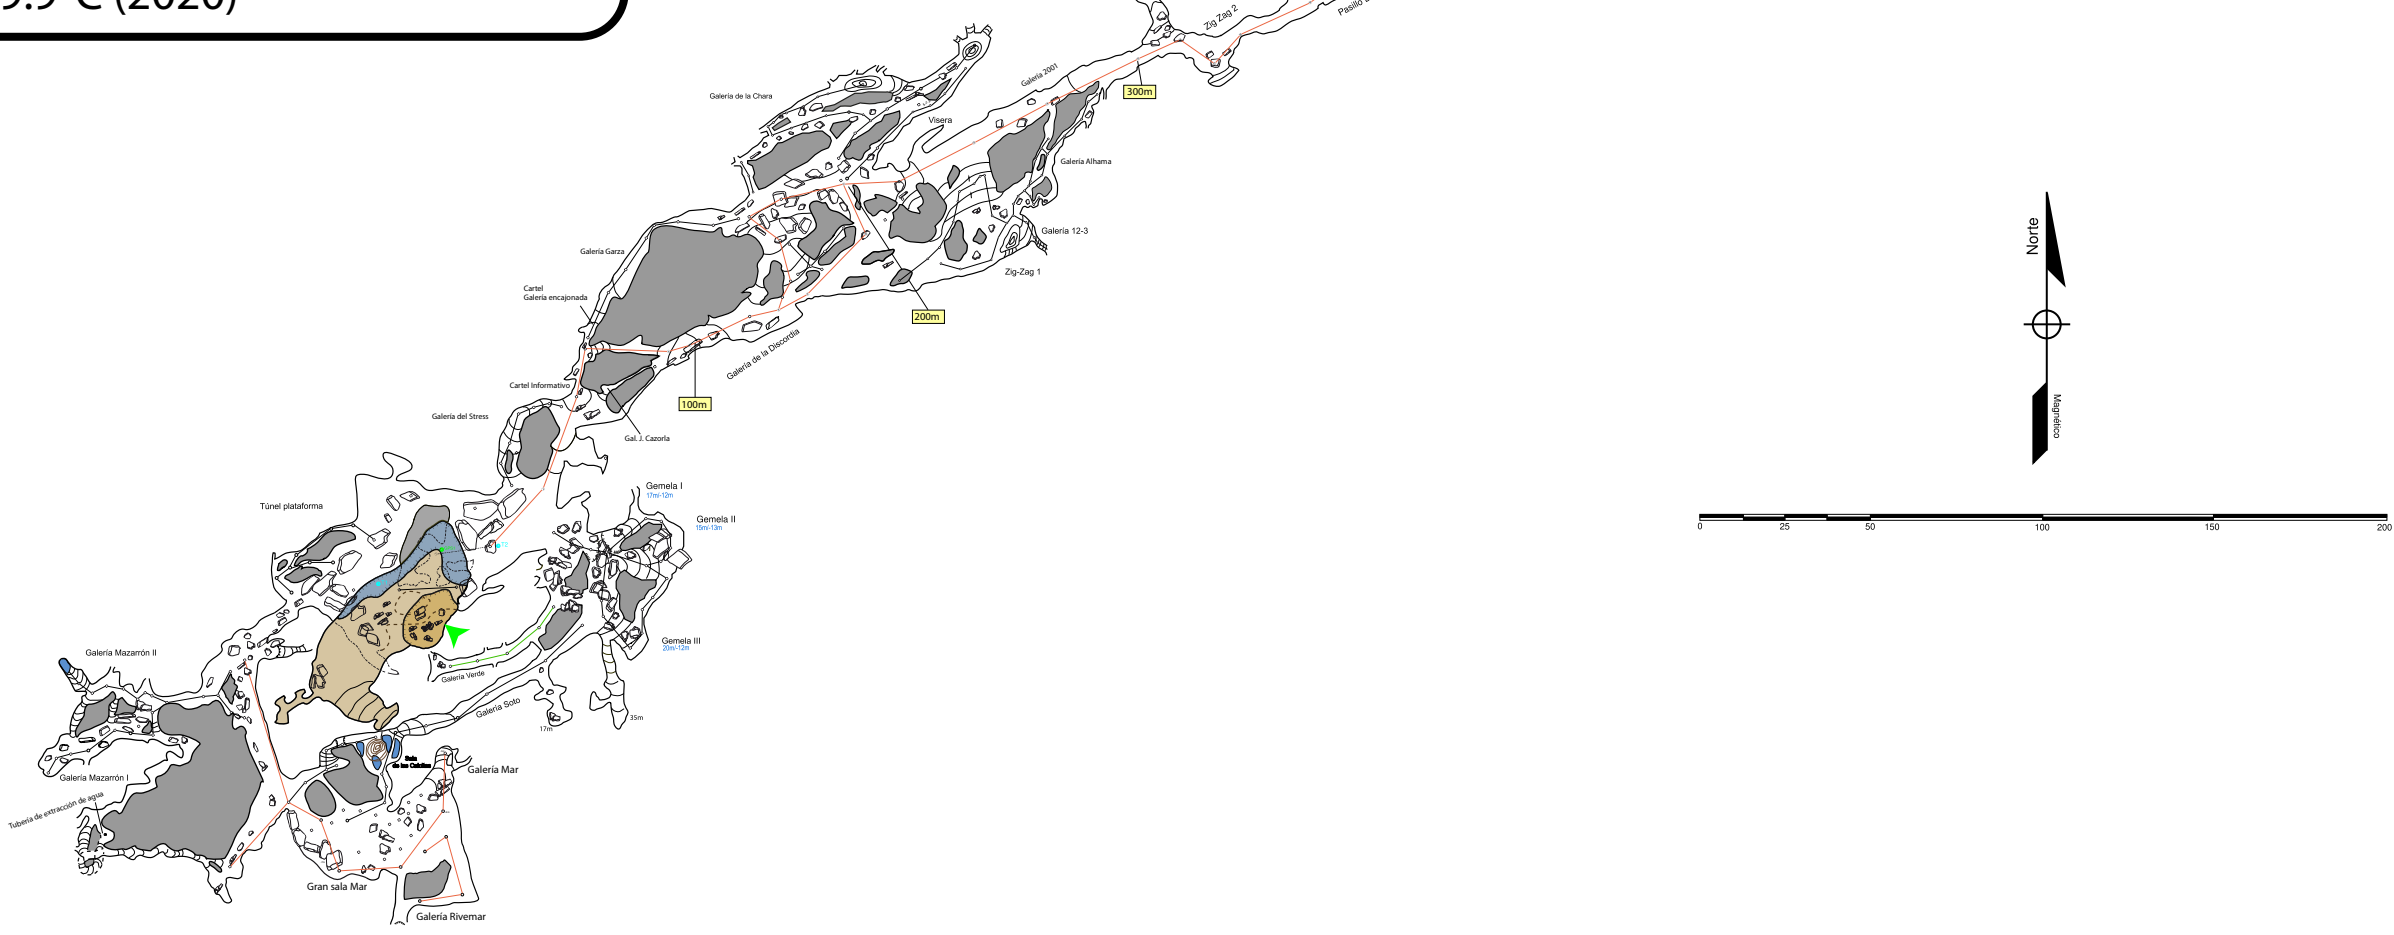 9.9°C (2020)
Zig Zag 2
Galería 2001
300m
Galería de la Chara
Visera
Galería Alhama
Galería 12-3
Zig-Zag 1
Galería Garza
Cartel
Galería encajonada
200m
Galería de la Discordia
Cartel Informativo
100m
Galería del Stress
Gal. J. Cazorla
Gemela I
17m/-12m
Túnel plataforma
Gemela II
15m/-13m
Gemela III
20m/-12m
Galería Mazarrón II
Galería Verde
Galería Soto
17m
35m
Sala
de las Calcitas
Galería Mar
Galería Mazarrón I
Tubería de extracción de agua
Gran sala Mar
Galería Rivemar
Norte
Magnético
0 25 50 100 150 200